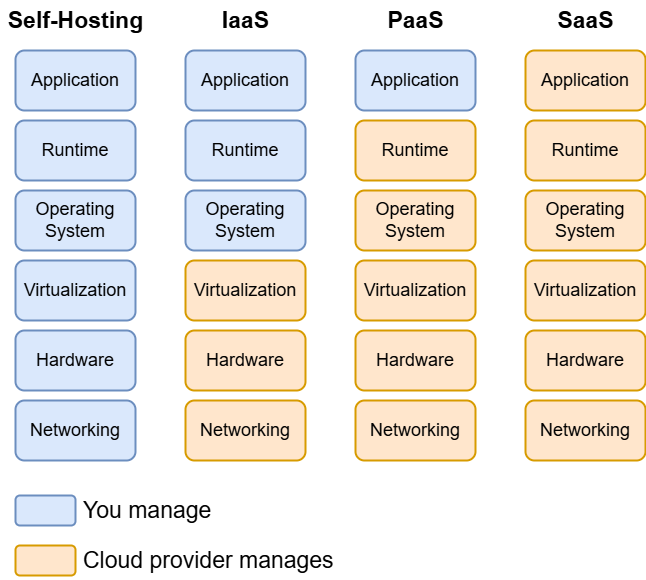 Self-Hosting IaaS PaaS SaaS
Application Application Application Application
Runtime Runtime Runtime Runtime
Operating Operating Operating Operating
System System System System
Virtualization Virtualization Virtualization Virtualization
Hardware Hardware Hardware Hardware
Networking Networking Networking Networking
You manage
Cloud provider manages